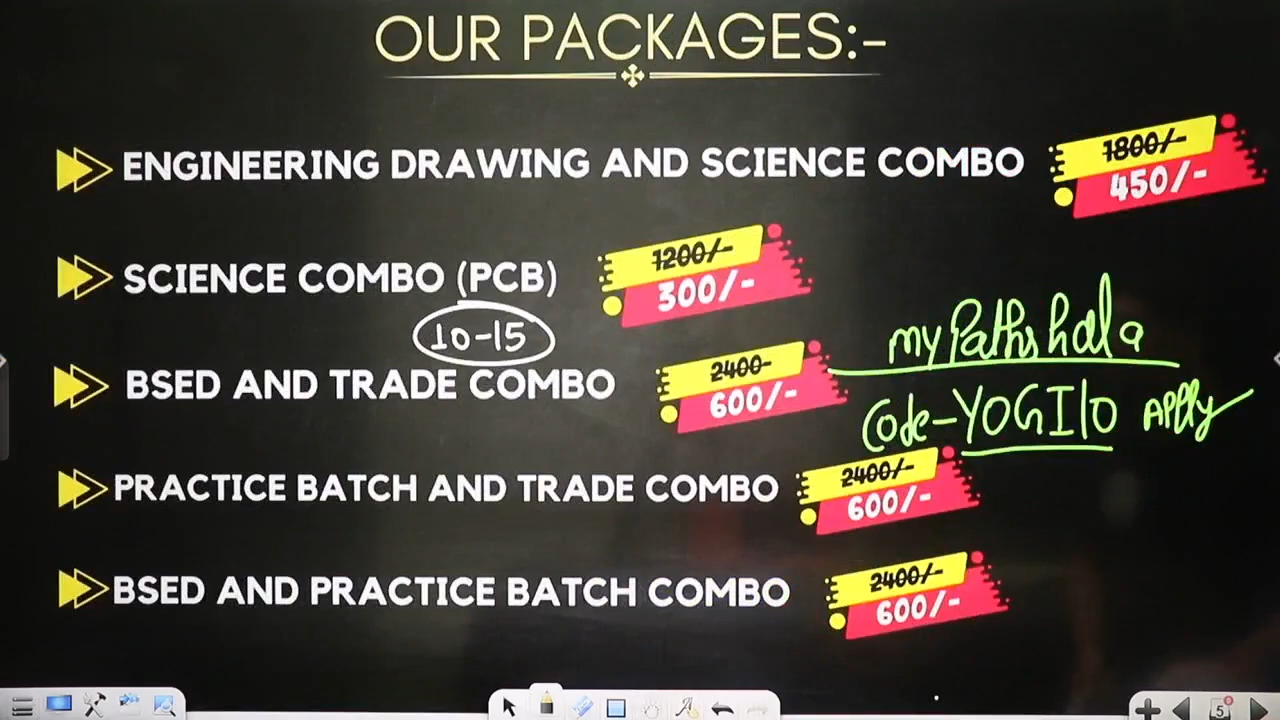 OUR PACKAGES:-
ENGINEERING DRAWING AND SCIENCE COMBO
1800/-
450/-
SCIENCE COMBO (PCB)
1200/-
300/-
10-15
myPathshala
BSED AND TRADE COMBO
2400-
600/-
Code-YOGI10 APPly
PRACTICE BATCH AND TRADE COMBO
2400/-
600/-
BSED AND PRACTICE BATCH COMBO
2400/-
600/-
5